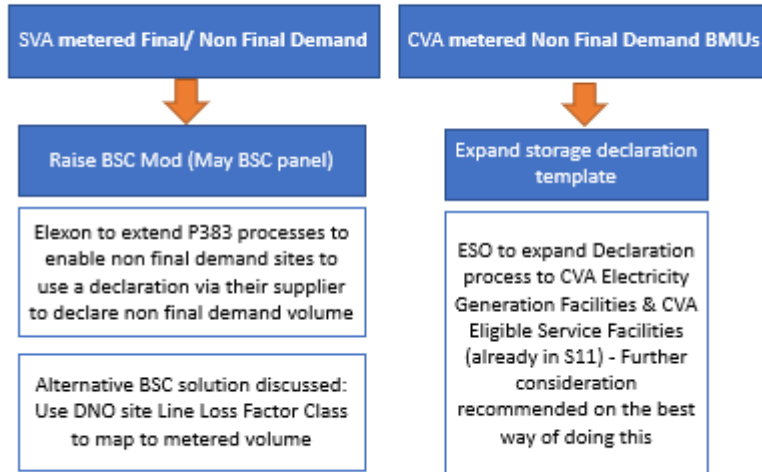 SVA metered Final/ Non Final Demand
Raise BSC Mod (May BSC panel)
Elexon to extend P383 processes to
enable non final demand sites to
use a declaration via their supplier
to declare non final demand volume
Alternative BSC solution discussed:
Use DNO site Line Loss Factor Class
to map to metered volume
CVA metered Non Final Demand BMUs
Expand storage declaration
template
ESO to expand Declaration
process to CVA Electricity
Generation Facilities & CVA
Eligible Service Facilities
(already in S11) - Further
consideration
recommended on the best
way of doing this